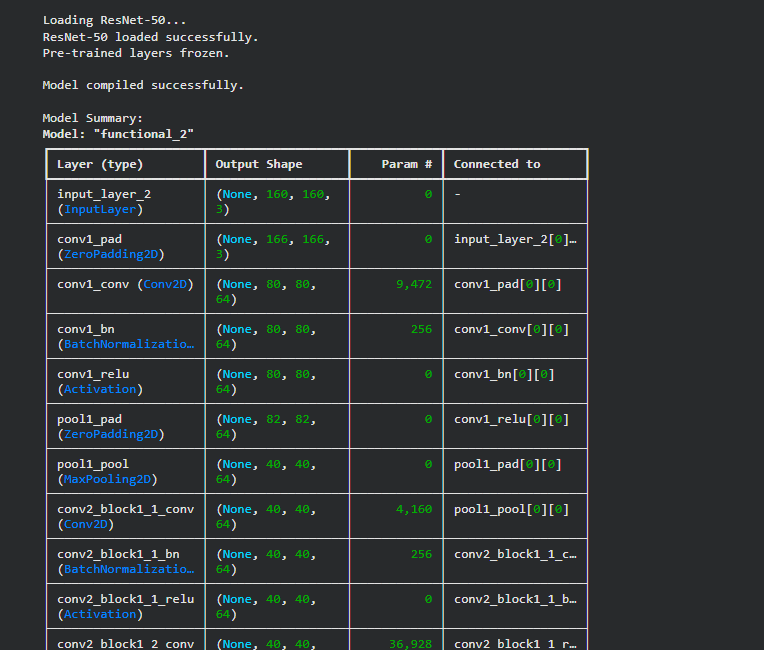 Loading ResNet-50...
ResNet-50 loaded successfully.
Pre-trained layers frozen.
Model compiled successfully.
Model Summary:
Model: "functional_2"
Layer (type) Output Shape Param # Connected to
input_layer_2 (None, 160, 160, 0 -
(InputLayer) 3)
conv1_pad (None, 166, 166, 0 input_layer_2[0]…
(ZeroPadding2D) 3)
conv1_conv (Conv2D) (None, 80, 80, 9,472 conv1_pad[0][0]
64)
conv1_bn (None, 80, 80, 256 conv1_conv[0][0]
(BatchNormalizatio… 64)
conv1_relu (None, 80, 80, 0 conv1_bn[0][0]
(Activation) 64)
pool1_pad (None, 82, 82, 0 conv1_relu[0][0]
(ZeroPadding2D) 64)
pool1_pool (None, 40, 40, 0 pool1_pad[0][0]
(MaxPooling2D) 64)
conv2_block1_1_conv (None, 40, 40, 4,160 pool1_pool[0][0]
(Conv2D) 64)
conv2_block1_1_bn (None, 40, 40, 256 conv2_block1_1_c…
(BatchNormalizatio… 64)
conv2_block1_1_relu (None, 40, 40, 0 conv2_block1_1_b…
(Activation) 64)
conv2_block1_2_conv (None, 40, 40, 36,928 conv2_block1_1_r…